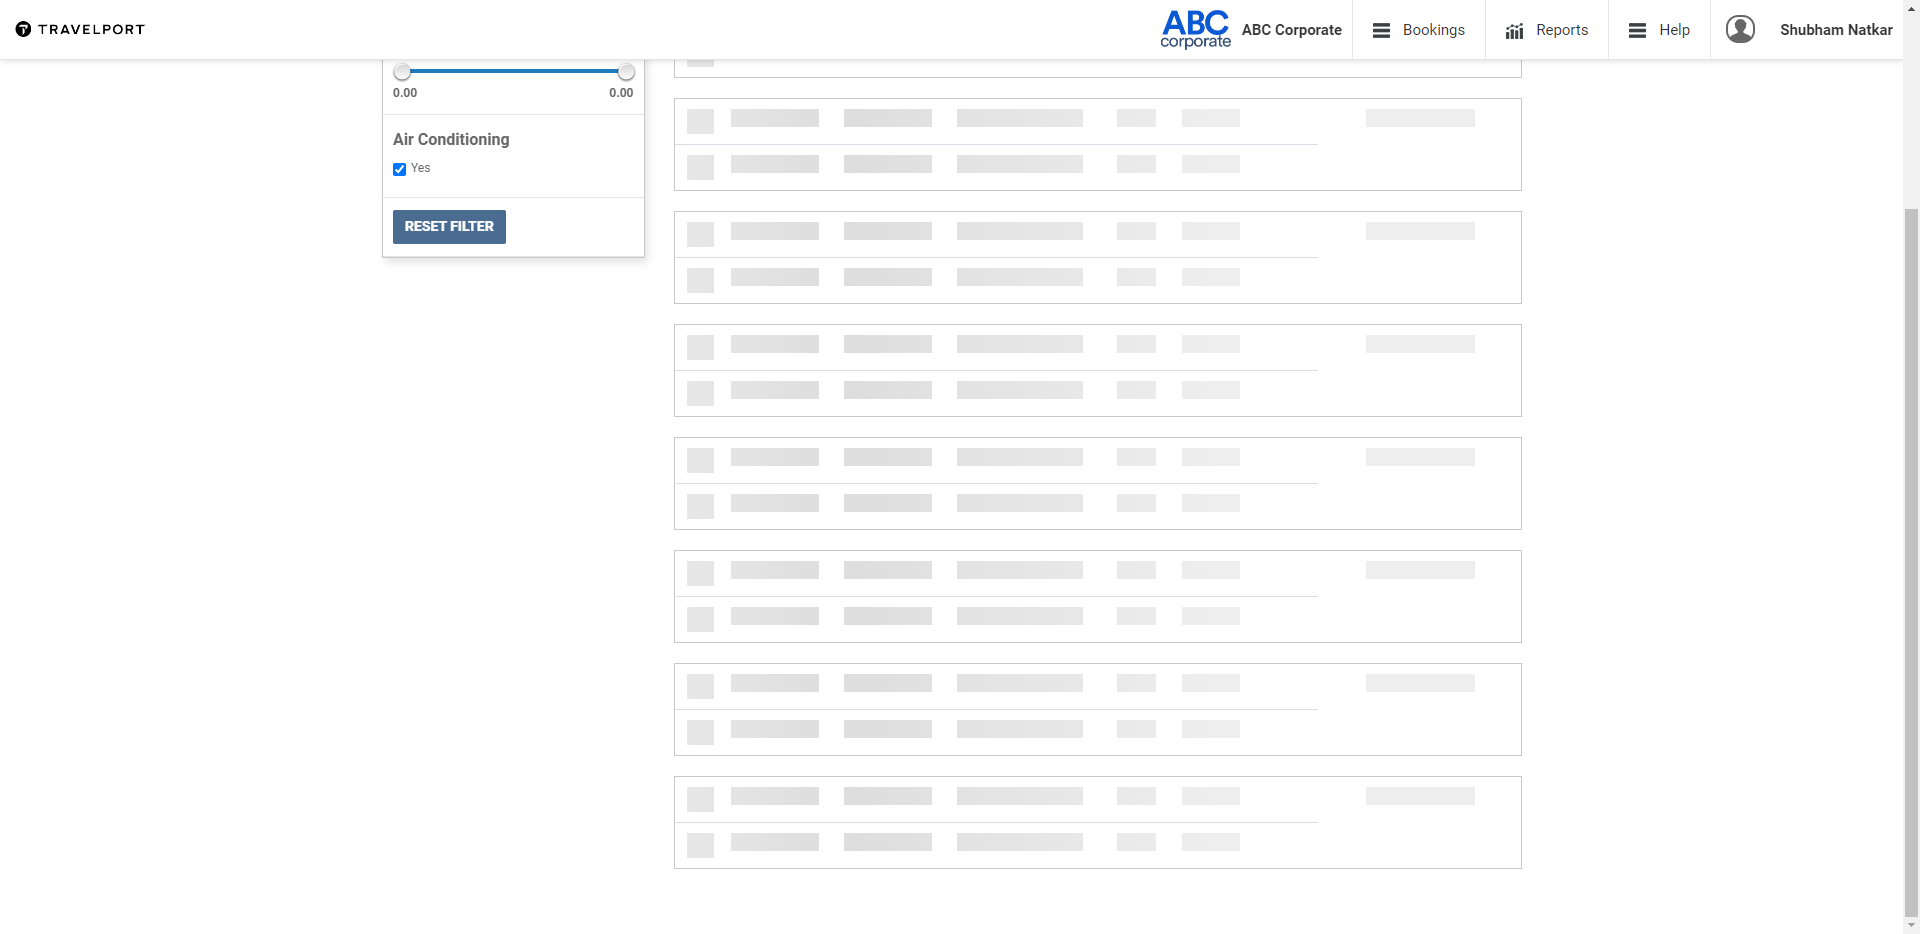 TRAVELPORT
ABC
corporate
ABC Corporate
Bookings
Reports
Help
Shubham Natkar
0.00
0.00
Air Conditioning
Yes
RESET FILTER